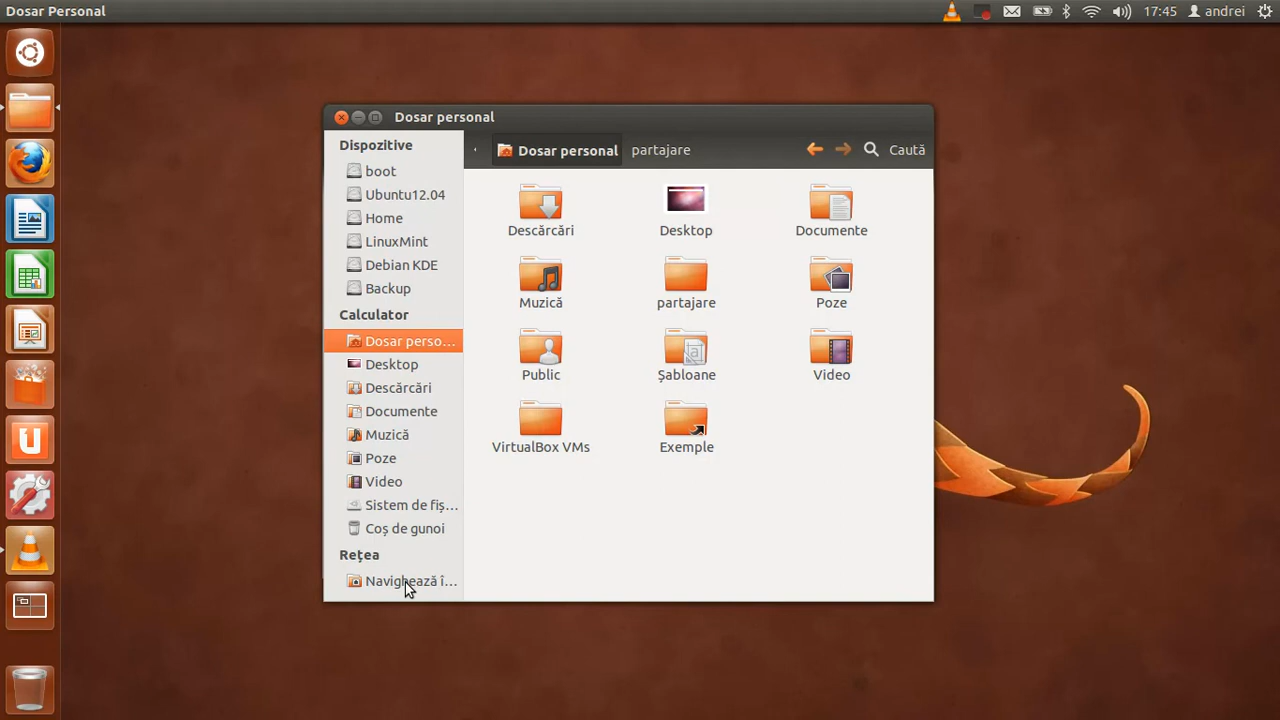 Dosar Personal
17:45 andrei
Dosar personal
Dispozitive
boot
Ubuntu12.04
Home
LinuxMint
Debian KDE
Backup
Calculator
Dosar perso...
Desktop
Descărcări
Documente
Muzică
Poze
Video
Sistem de fiș...
Coș de gunoi
Rețea
Navighează î...
Dosar personal partajare Caută
Descărcări Desktop Documente
Muzică partajare Poze
Public Șabloane Video
VirtualBox VMs Exemple